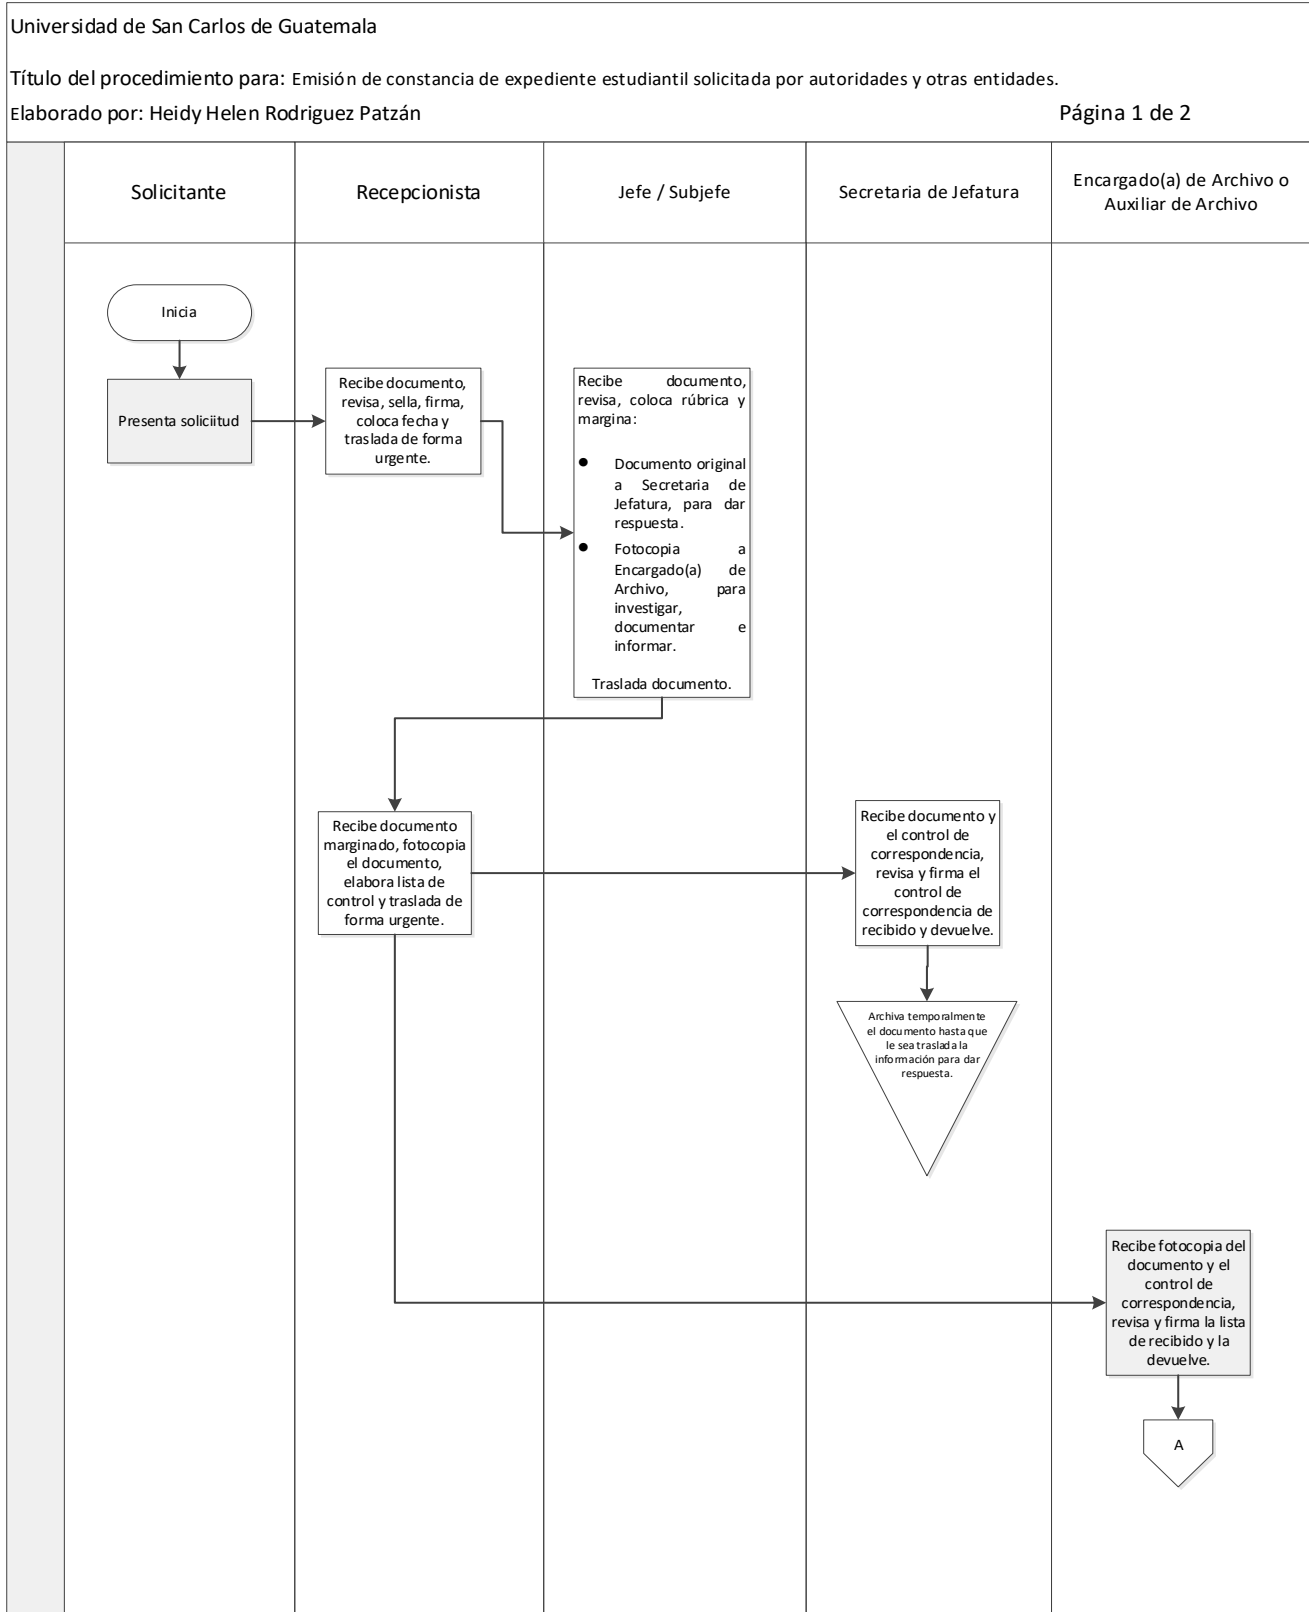 Universidad de San Carlos de Guatemala
Título del procedimiento para: Emisión de constancia de expediente estudiantil solicitada por autoridades y otras entidades.
Elaborado por: Heidy Helen Rodriguez Patzán
Página 1 de 2
Solicitante
Recepcionista
Jefe / Subjefe
Secretaria de Jefatura
Encargado(a) de Archivo o
Auxiliar de Archivo
Inicia
Presenta soliciitud
Recibe documento,
revisa, sella, firma,
coloca fecha y
traslada de forma
urgente.
Recibe documento,
revisa, coloca rúbrica y
margina:
● Documento original
a Secretaria de
Jefatura, para dar
respuesta.
● Fotocopia a
Encargado(a) de
Archivo, para
investigar,
documentar e
informar.
Traslada documento.
Recibe documento
marginado, fotocopia
el documento,
elabora lista de
control y traslada de
forma urgente.
Recibe documento y
el control de
correspondencia,
revisa y firma el
control de
correspondencia de
recibido y devuelve.
Archiva temporalmente
el documento hasta que
le sea traslada la
información para dar
respuesta.
Recibe fotocopia del
documento y el
control de
correspondencia,
revisa y firma la lista
de recibido y la
devuelve.
A